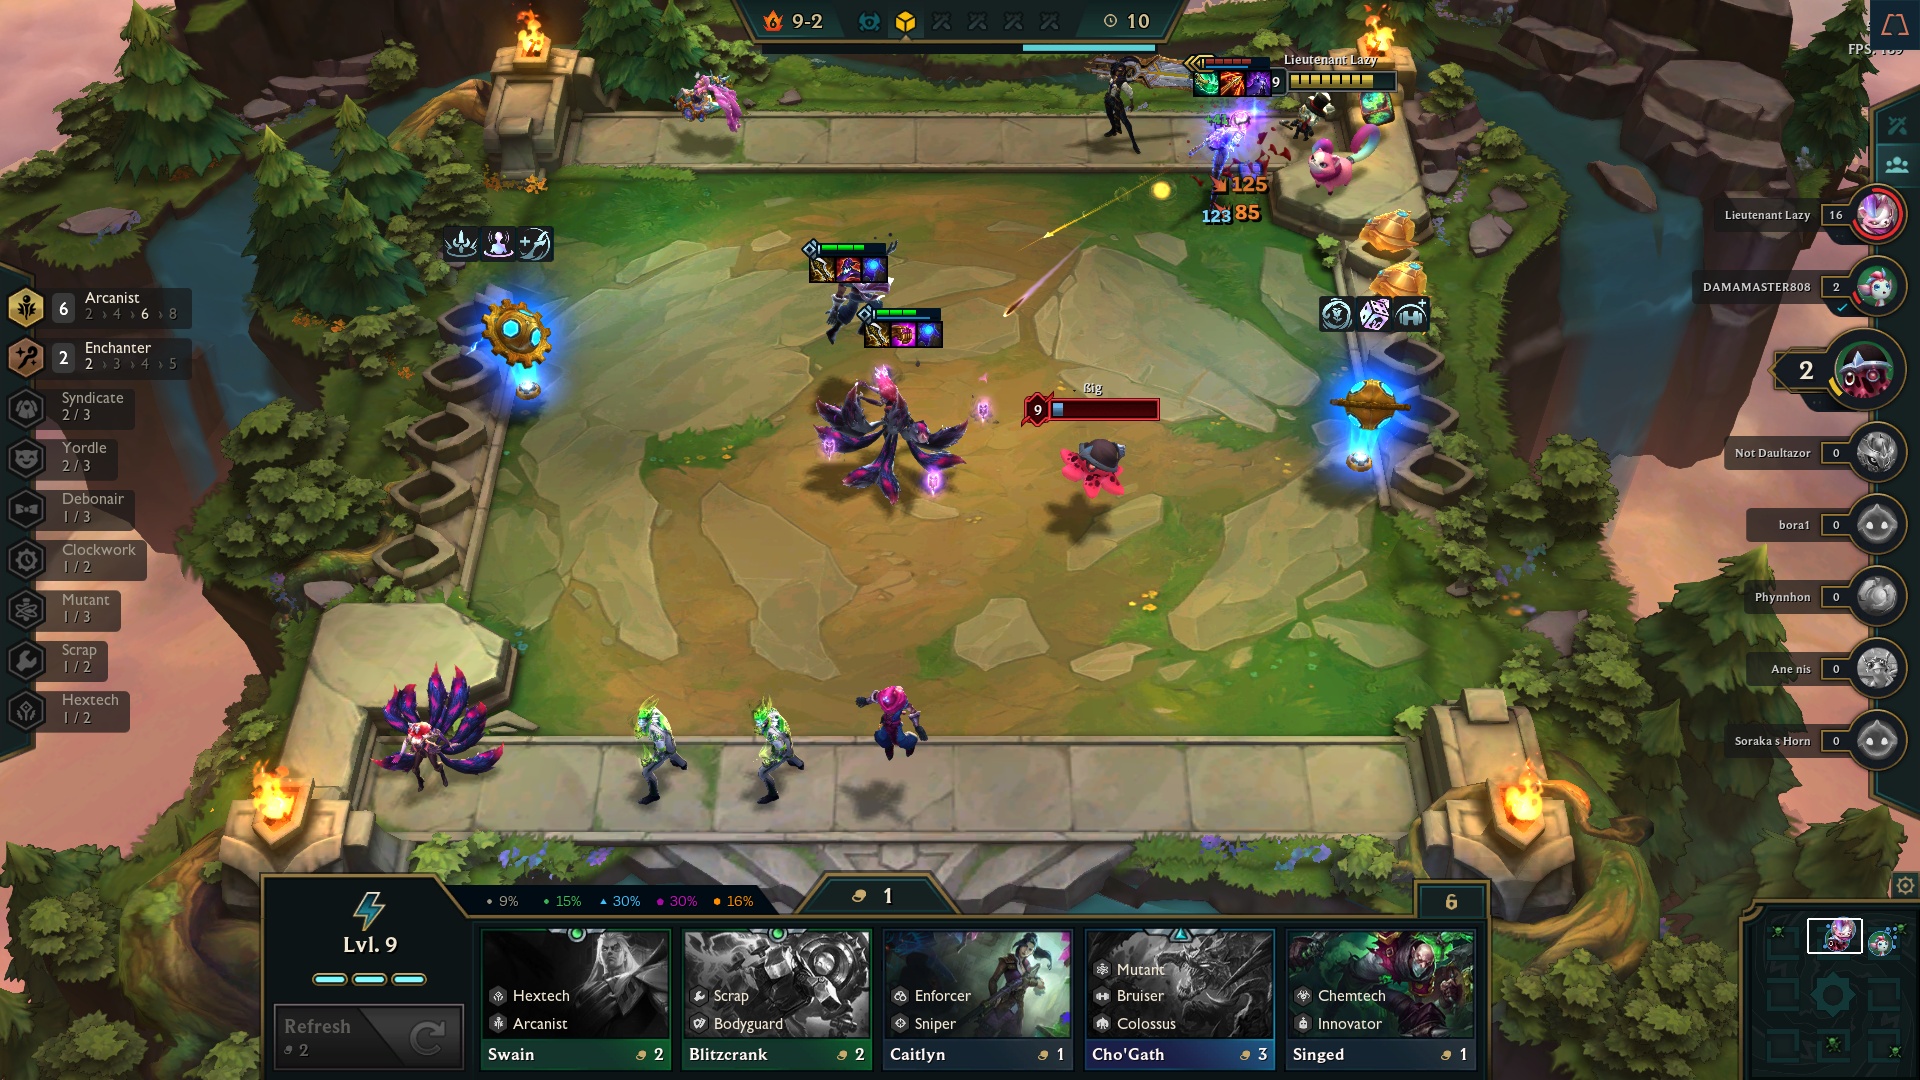 9-2
10
FPS: 
Lieutenant Lazy
9
125
123 85
ßig
9
6 Arcanist
2 › 4 › 6 › 8
2 Enchanter
2 › 3 › 4 › 5
Syndicate
2 / 3
Yordle
2 / 3
Debonair
1 / 3
Clockwork
1 / 2
Mutant
1 / 3
Scrap
1 / 2
Hextech
1 / 2
Lieutenant Lazy 16
DAMAMASTER808 2
2
Not Daultazor 0
bora1 0
Phynnhon 0
Ane nis 0
Soraka s Horn 0
9% 15% 30% 30% 16%
1
6
Lvl. 9
Refresh
2
Hextech
Arcanist
Swain 2
Scrap
Bodyguard
Blitzcrank 2
Enforcer
Sniper
Caitlyn 1
Mutant
Bruiser
Colossus
Cho'Gath 3
Chemtech
Innovator
Singed 1